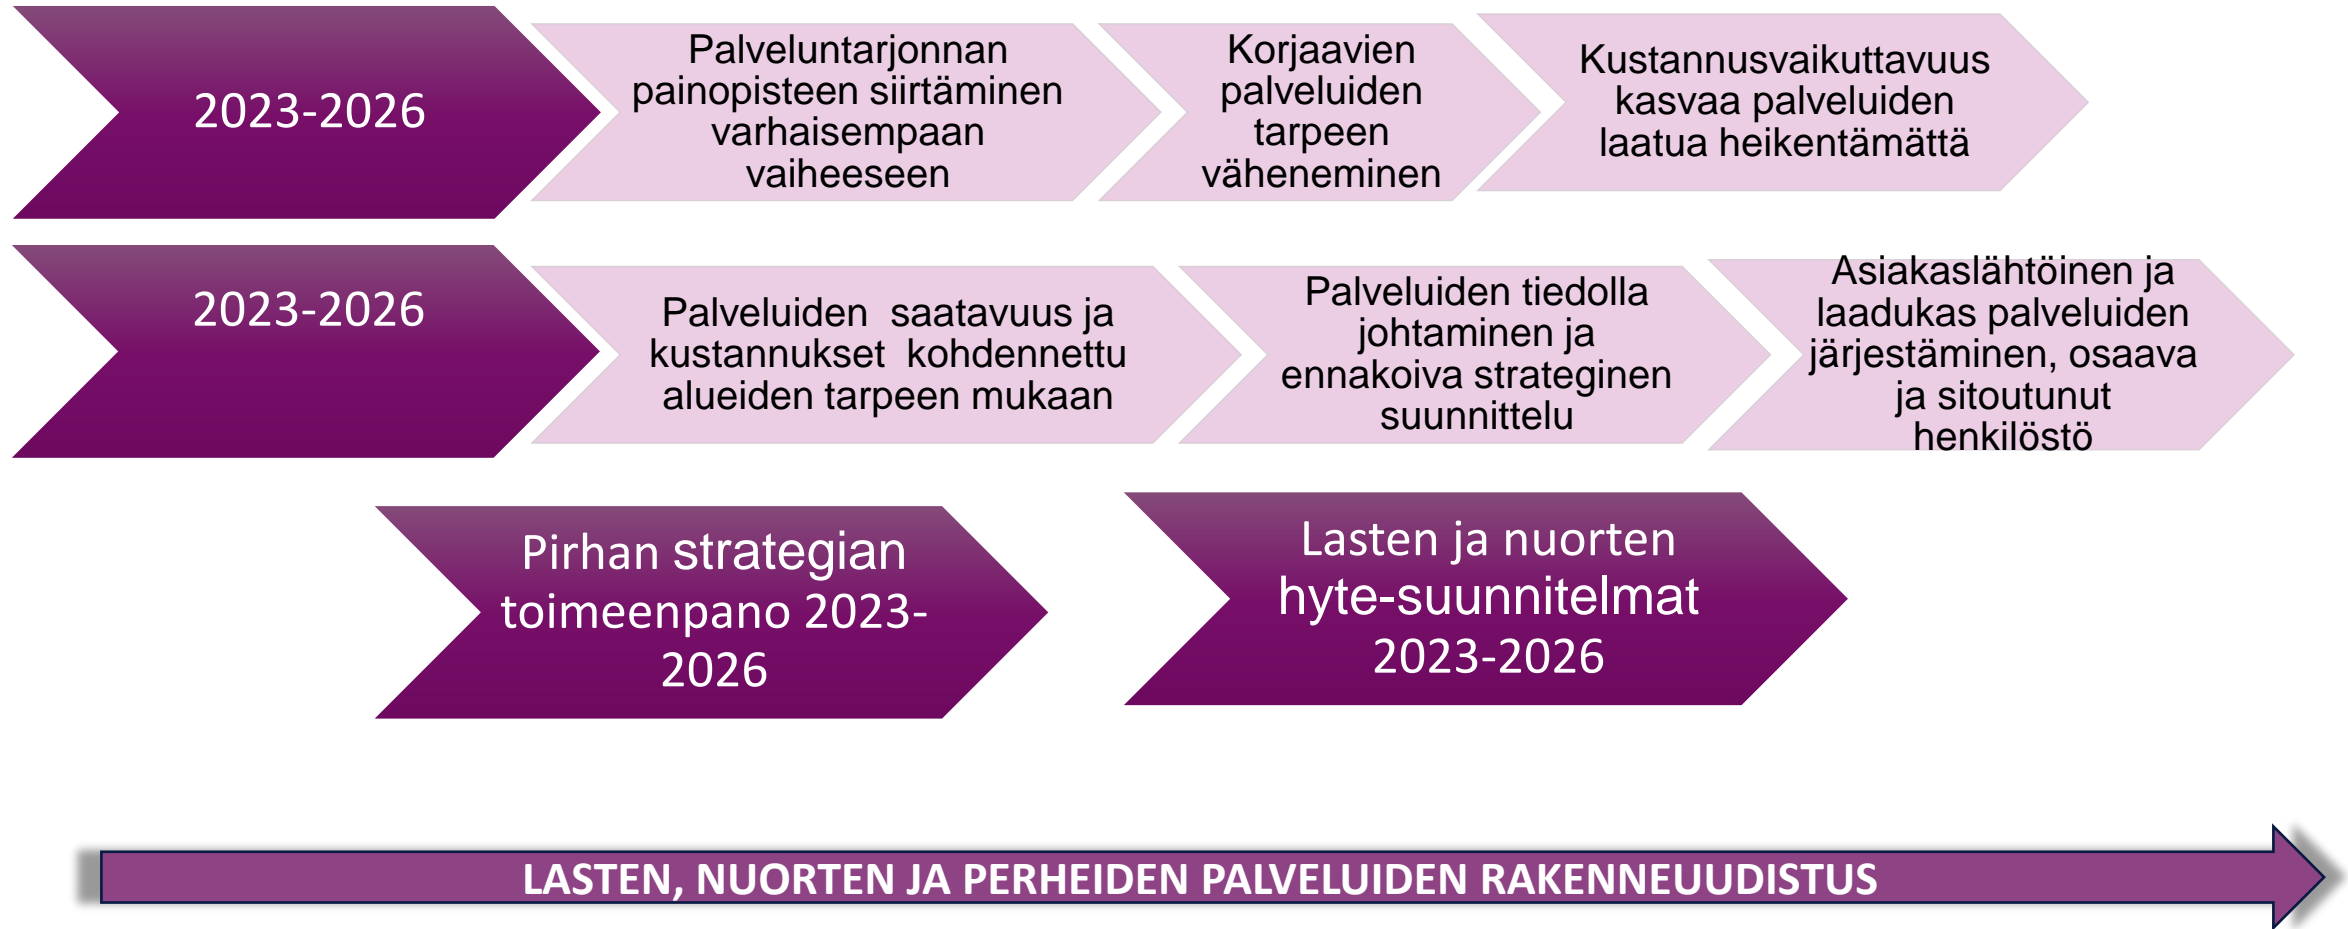 2023-2026
Palveluntarjonnan
painopisteen siirtäminen
varhaisempaan
vaiheeseen
Korjaavien
palveluiden
tarpeen
väheneminen
Kustannusvaikuttavuus
kasvaa palveluiden
laatua heikentämättä
2023-2026
Palveluiden saatavuus ja
kustannukset kohdennettu
alueiden tarpeen mukaan
Palveluiden tiedolla
johtaminen ja
ennakoiva strateginen
suunnittelu
Asiakaslähtöinen ja
laadukas palveluiden
järjestäminen, osaava
ja sitoutunut
henkilöstö
Pirhan strategian
toimeenpano 2023-
2026
Lasten ja nuorten
hyte-suunnitelmat
2023-2026
LASTEN, NUORTEN JA PERHEIDEN PALVELUIDEN RAKENNEUUDISTUS